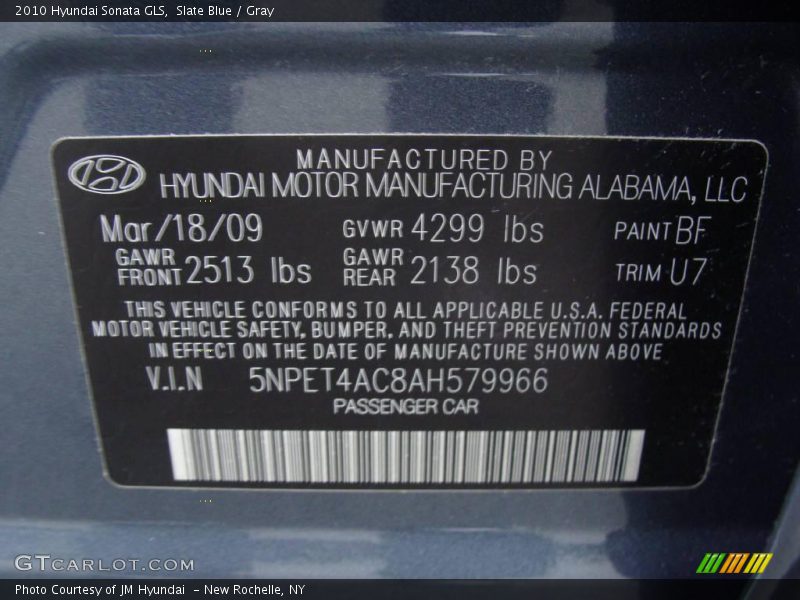 2010 Hyundai Sonata GLS, Slate Blue / Gray
MANUFACTURED BY
HYUNDAI MOTOR MANUFACTURING ALABAMA, LLC
Mar/18/09 GVWR 4299 lbs PAINT BF
GAWR FRONT 2513 lbs GAWR REAR 2138 lbs TRIM U7
THIS VEHICLE CONFORMS TO ALL APPLICABLE U.S.A. FEDERAL
MOTOR VEHICLE SAFETY, BUMPER, AND THEFT PREVENTION STANDARDS
IN EFFECT ON THE DATE OF MANUFACTURE SHOWN ABOVE
V.I.N 5NPET4AC8AH579966
PASSENGER CAR
GTCARLOT.COM
Photo Courtesy of JM Hyundai - New Rochelle, NY